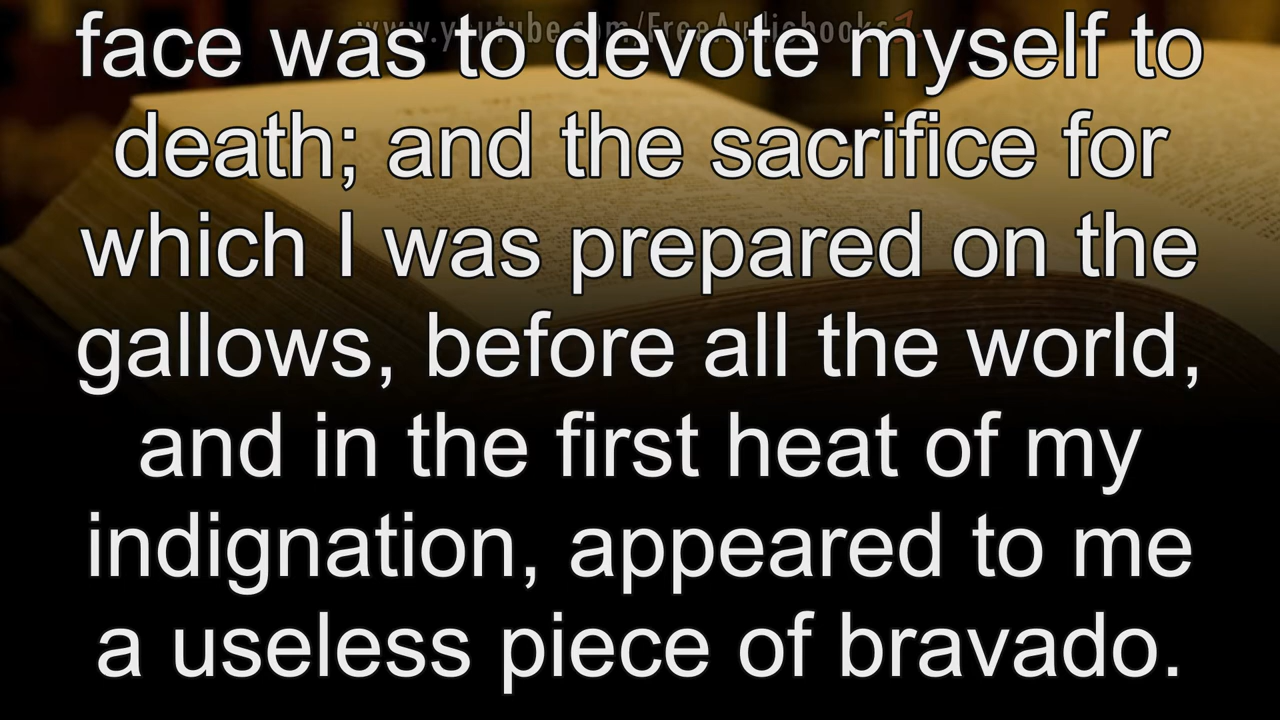 www.youtube.com/FreeAudiobooks
face was to devote myself to
death; and the sacrifice for
which I was prepared on the
gallows, before all the world,
and in the first heat of my
indignation, appeared to me
a useless piece of bravado.